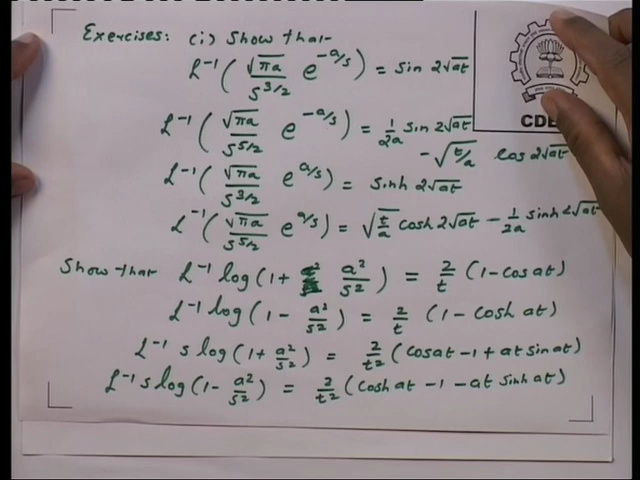 Exercises: (i) Show that
L⁻¹ ( √πa / s^{3/2} e^{-a/s} ) = sin 2√at
L⁻¹ ( √πa / s^{5/2} e^{-a/s} ) = 1/2a sin 2√at
- √t/a cos 2√at
L⁻¹ ( √πa / s^{3/2} e^{a/s} ) = sinh 2√at
L⁻¹ ( √πa / s^{5/2} e^{a/s} ) = √t/a cosh 2√at - 1/2a sinh 2√at
Show that L⁻¹ log (1 + a²/s²) = 2/t (1 - cos at)
L⁻¹ log (1 - a²/s²) = 2/t (1 - cosh at)
L⁻¹ s log (1 + a²/s²) = 2/t² (cos at - 1 + at sin at)
L⁻¹ s log (1 - a²/s²) = 2/t² (cosh at - 1 - at sinh at)